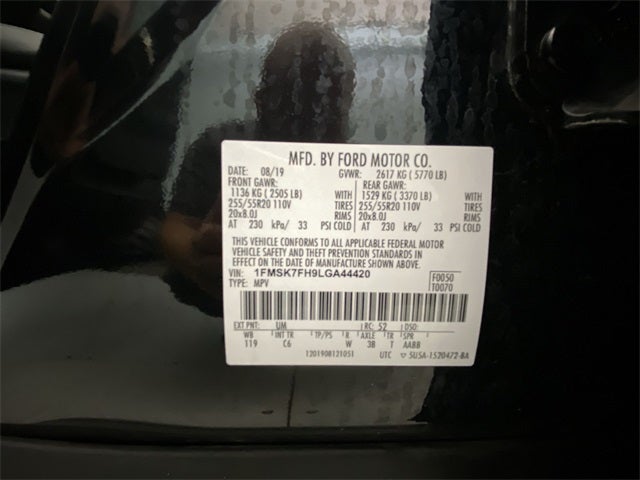 MFD. BY FORD MOTOR CO.
DATE: 08/19 GVWR: 2617 KG ( 5770 LB)
FRONT GAWR: REAR GAWR:
1136 KG ( 2505 LB) WITH 1529 KG ( 3370 LB) WITH
255/55R20 110V TIRES 255/55R20 110V TIRES
20x8.0J RIMS 20x8.0J RIMS
AT 230 kPa/ 33 PSI COLD AT 230 kPa/ 33 PSI COLD
THIS VEHICLE CONFORMS TO ALL APPLICABLE FEDERAL MOTOR
VEHICLE SAFETY AND THEFT PREVENTION STANDARDS IN
EFFECT ON THE DATE OF MANUFACTURE SHOWN ABOVE.
VIN: 1FMSK7FH9LGA44420 F0050
TYPE: MPV T0070
EXT PNT: UM RC: 52 DSO:
WB INT TR TP/PS R AXLE TR SPR
119 C6 W 3B T AABB
1201908121051 UTC 5U5A-1520472-BA